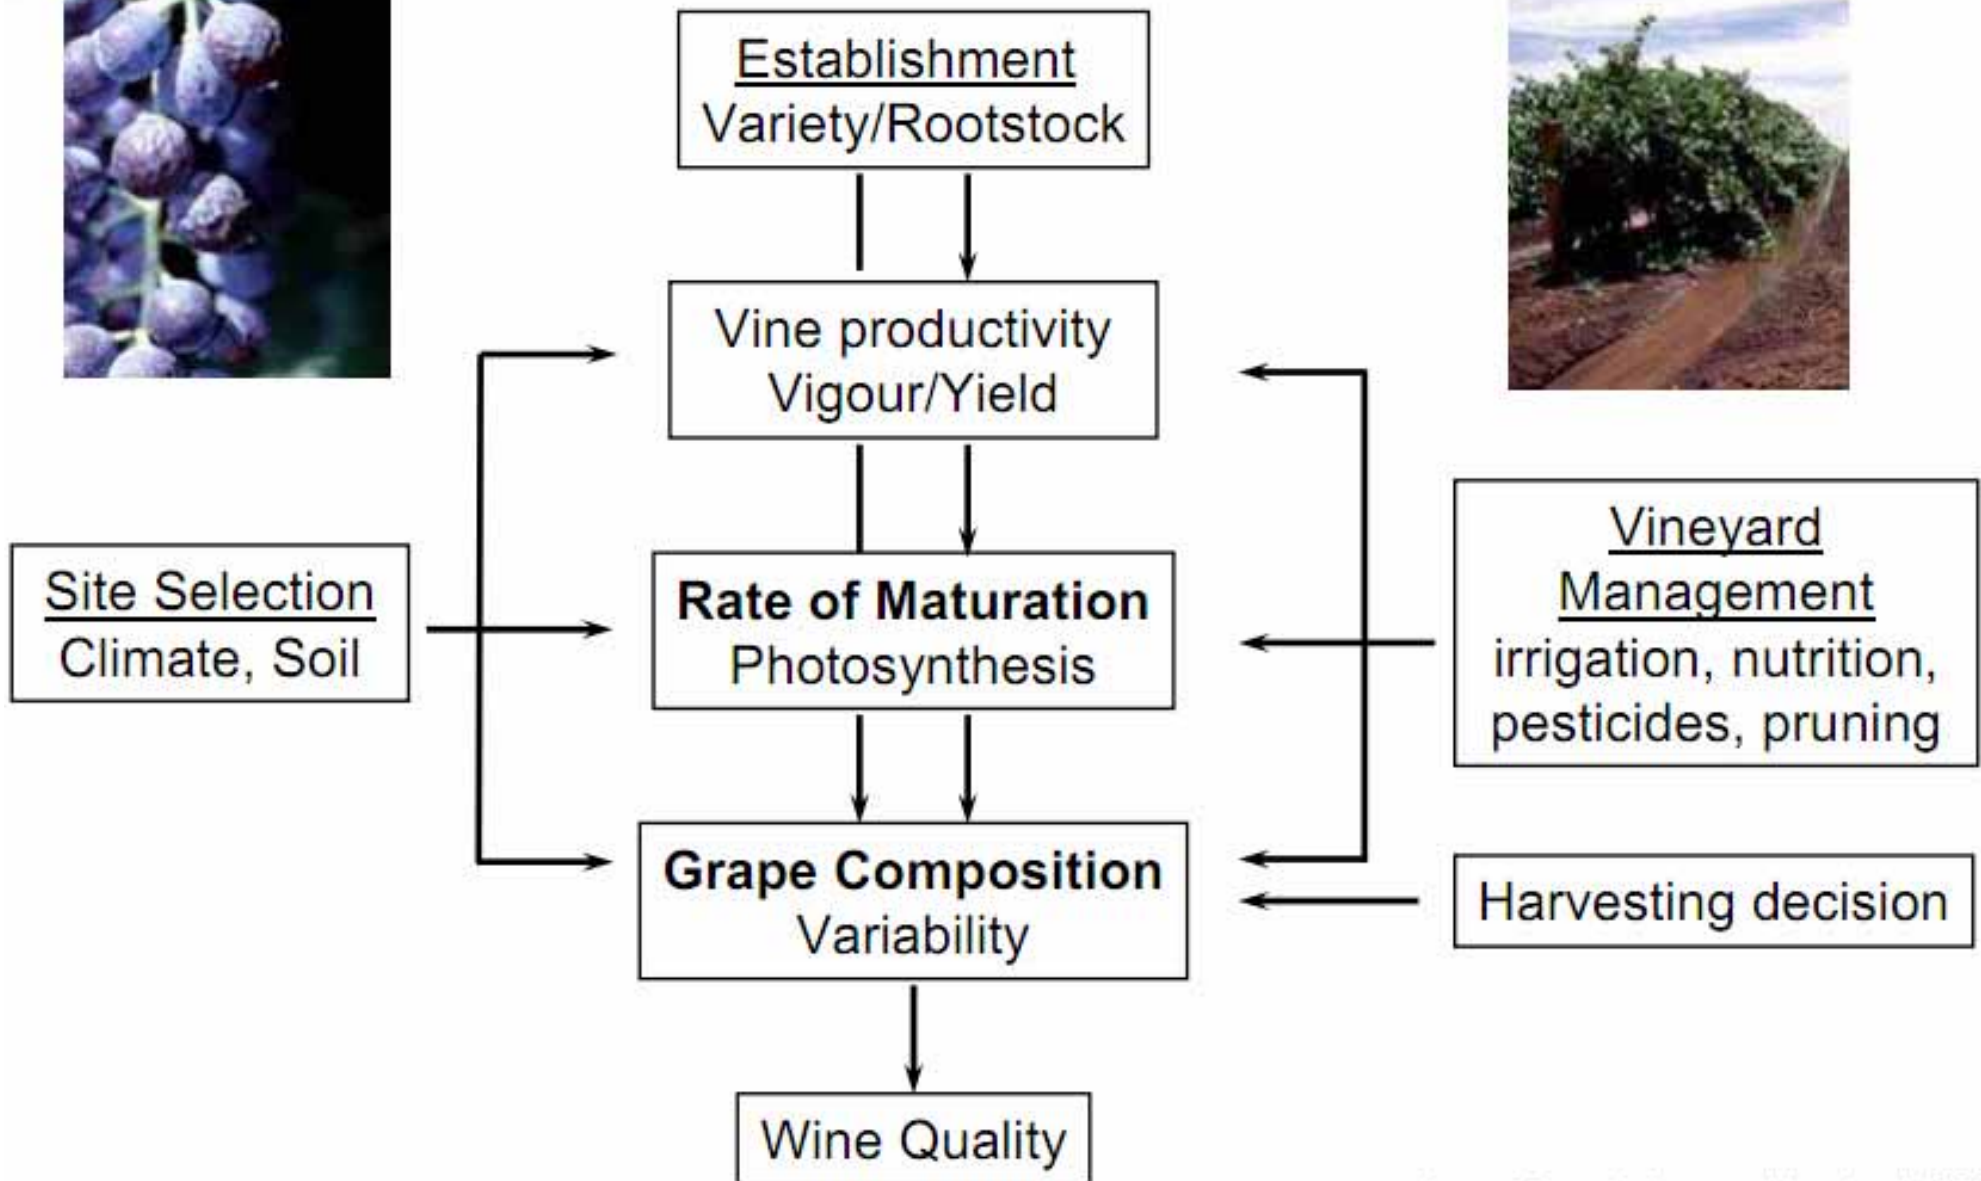 Establishment
Variety/Rootstock
Vine productivity
Vigour/Yield
Site Selection
Climate, Soil
Rate of Maturation
Photosynthesis
Vineyard
Management
irrigation, nutrition,
pesticides, pruning
Grape Composition
Variability
Harvesting decision
Wine Quality